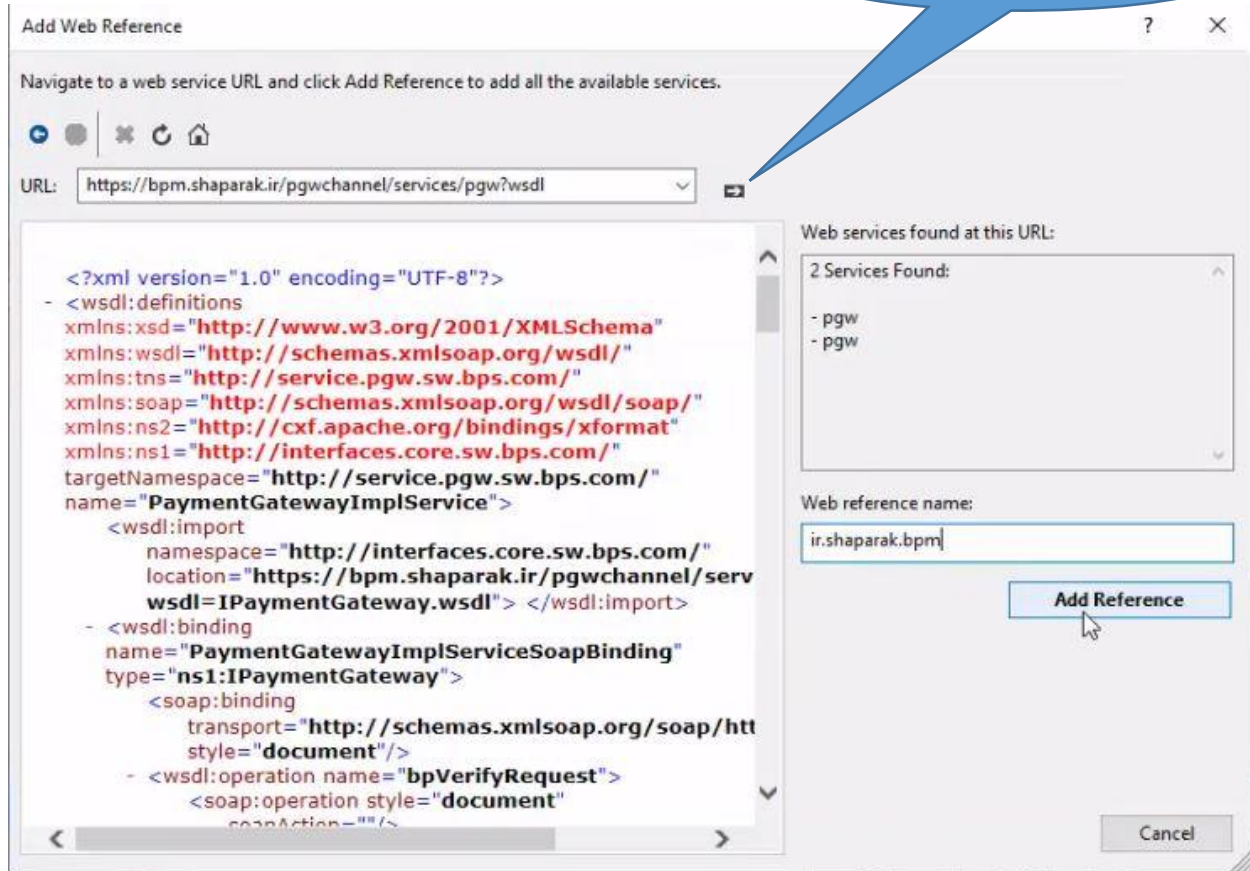 Add Web Reference
?
Navigate to a web service URL and click Add Reference to add all the available services.
URL:
https://bpm.shaparak.ir/pgwchannel/services/pgw?wsdl
<?xml version="1.0" encoding="UTF-8"?>
- <wsdl:definitions
xmlns:xsd="http://www.w3.org/2001/XMLSchema"
xmlns:wsdl="http://schemas.xmlsoap.org/wsdl/"
xmlns:tns="http://service.pgw.sw.bps.com/"
xmlns:soap="http://schemas.xmlsoap.org/wsdl/soap/"
xmlns:ns2="http://cxf.apache.org/bindings/xformat"
xmlns:ns1="http://interfaces.core.sw.bps.com/"
targetNamespace="http://service.pgw.sw.bps.com/"
name="PaymentGatewayImplService">
<wsdl:import
namespace="http://interfaces.core.sw.bps.com/"
location="https://bpm.shaparak.ir/pgwchannel/serv
wsdl=IPaymentGateway.wsdl"> </wsdl:import>
- <wsdl:binding
name="PaymentGatewayImplServiceSoapBinding"
type="ns1:IPaymentGateway">
<soap:binding
transport="http://schemas.xmlsoap.org/soap/htt
style="document"/>
- <wsdl:operation name="bpVerifyRequest">
<soap:operation style="document"
soapAction=""/>
Web services found at this URL:
2 Services Found:
- pgw
- pgw
Web reference name:
ir.shaparak.bpm
Add Reference
Cancel